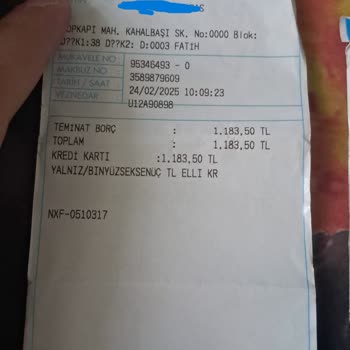 TOPKAPI MAH. KAHALBAŞI SK. No:0000 Blok:
D??K1:38 D??K2: D:0003 FATIH
MUKAVELE NO 95346493 - 0
MAKBUZ NO 3589879609
TARİH / SAAT 24/02/2025 10:09:23
VEZNEDAR U12A90898
TEMINAT BORÇ : 1.183,50 TL
TOPLAM : 1.183,50 TL
KREDİ KARTI :1.183,50 TL
YALNIZ/BİNYÜZSEKSENÜÇ TL ELLI KR
NXF-0510317